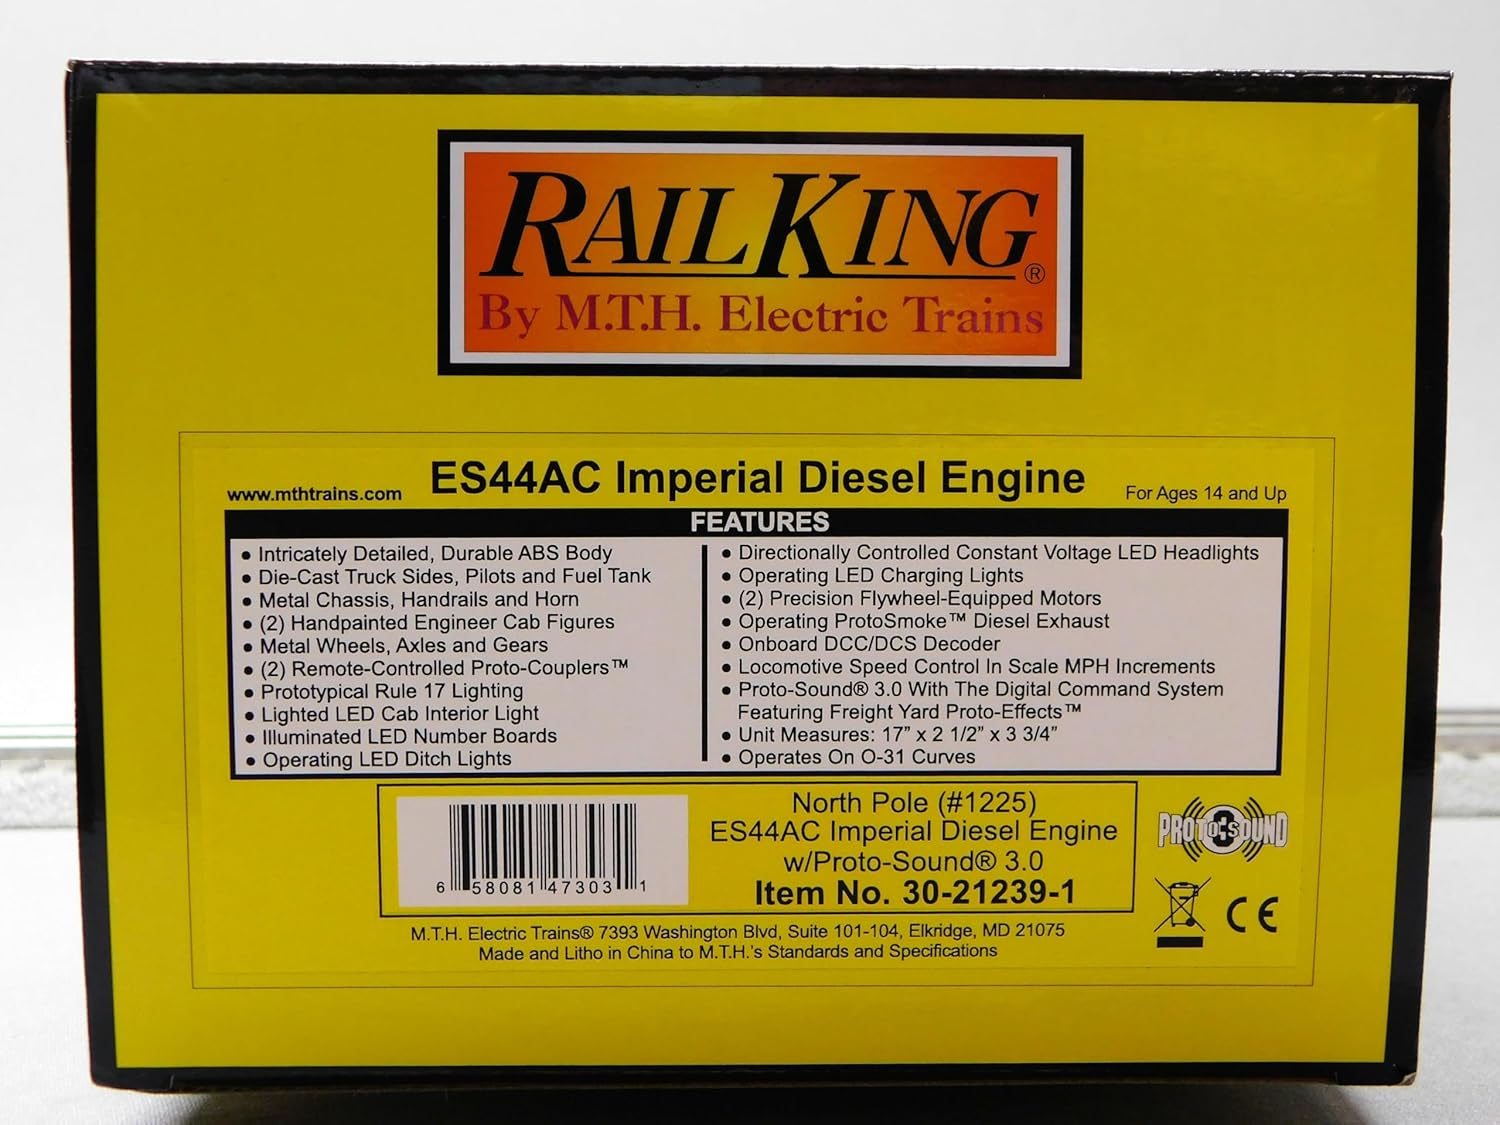 RAILKING®
By M.T.H. Electric Trains
www.mthtrains.com ES44AC Imperial Diesel Engine For Ages 14 and Up
FEATURES
• Intricately Detailed, Durable ABS Body
• Die-Cast Truck Sides, Pilots and Fuel Tank
• Metal Chassis, Handrails and Horn
• (2) Handpainted Engineer Cab Figures
• Metal Wheels, Axles and Gears
• (2) Remote-Controlled Proto-Couplers™
• Prototypical Rule 17 Lighting
• Lighted LED Cab Interior Light
• Illuminated LED Number Boards
• Operating LED Ditch Lights
• Directionally Controlled Constant Voltage LED Headlights
• Operating LED Charging Lights
• (2) Precision Flywheel-Equipped Motors
• Operating ProtoSmoke™ Diesel Exhaust
• Onboard DCC/DCS Decoder
• Locomotive Speed Control In Scale MPH Increments
• Proto-Sound® 3.0 With The Digital Command System
Featuring Freight Yard Proto-Effects™
• Unit Measures: 17" x 2 1/2" x 3 3/4"
• Operates On O-31 Curves
6 58081 47303 1
North Pole (#1225)
ES44AC Imperial Diesel Engine
w/Proto-Sound® 3.0
Item No. 30-21239-1
PROTO-SOUND 3
CE
M.T.H. Electric Trains® 7393 Washington Blvd, Suite 101-104, Elkridge, MD 21075
Made and Litho in China to M.T.H.'s Standards and Specifications